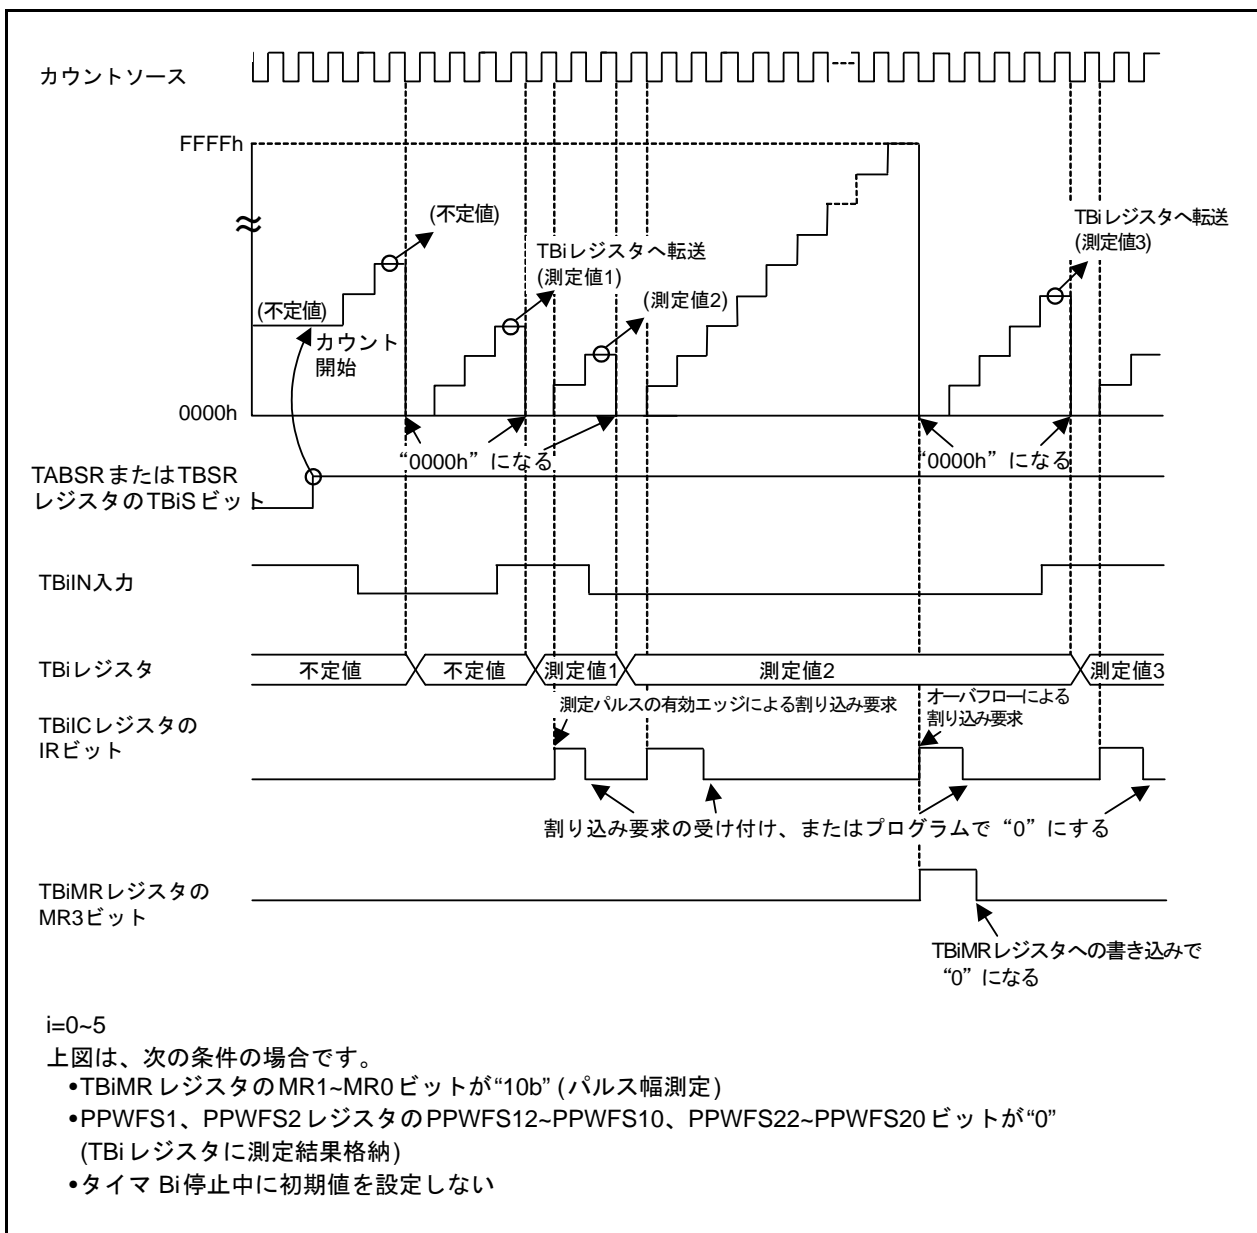 カウントソース
FFFFh
(不定値)
TBiレジスタへ転送
(測定値1)
(測定値2)
TBiレジスタへ転送
(測定値3)
(不定値)
カウント
開始
0000h
“0000h”になる
“0000h”になる
TABSRまたはTBSR
レジスタのTBiSビット
TBiIN入力
TBiレジスタ
不定値
不定値
測定値1
測定値2
測定値3
測定パルスの有効エッジによる割り込み要求
オーバフローによる
割り込み要求
TBiICレジスタの
IRビット
割り込み要求の受け付け、またはプログラムで“0”にする
TBiMRレジスタの
MR3ビット
TBiMRレジスタへの書き込みで
“0”になる
i=0~5
上図は、次の条件の場合です。
•TBiMRレジスタのMR1~MR0ビットが“10b” (パルス幅測定)
•PPWFS1、PPWFS2レジスタのPPWFS12~PPWFS10、PPWFS22~PPWFS20ビットが“0”
(TBiレジスタに測定結果格納)
•タイマ Bi停止中に初期値を設定しない